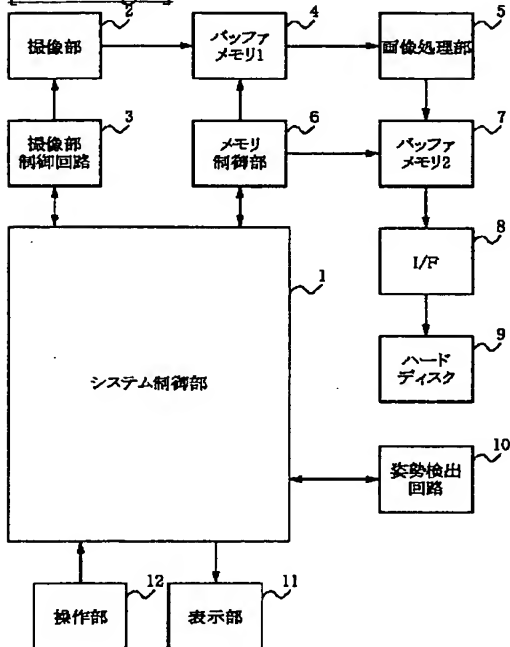 2
撮像部
4
バッファ
メモリ1
5
画像処理部
3
撮像部
制御回路
6
メモリ
制御部
7
バッファ
メモリ2
8
I/F
1
システム制御部
9
ハード
ディスク
10
姿勢検出
回路
12
操作部
11
表示部